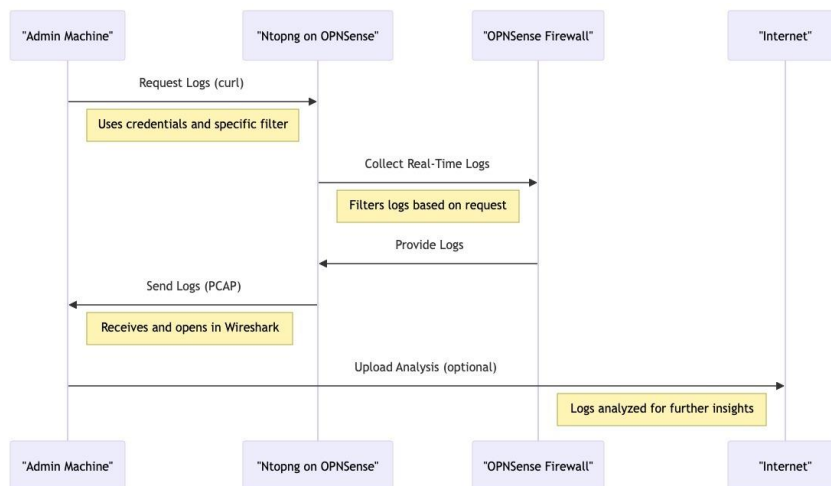 "Admin Machine"
"Ntopng on OPNSense"
"OPNSense Firewall"
"Internet"
Request Logs (curl)
Uses credentials and specific filter
Collect Real-Time Logs
Filters logs based on request
Provide Logs
Send Logs (PCAP)
Receives and opens in Wireshark
Upload Analysis (optional)
Logs analyzed for further insights
"Admin Machine"
"Ntopng on OPNSense"
"OPNSense Firewall"
"Internet"